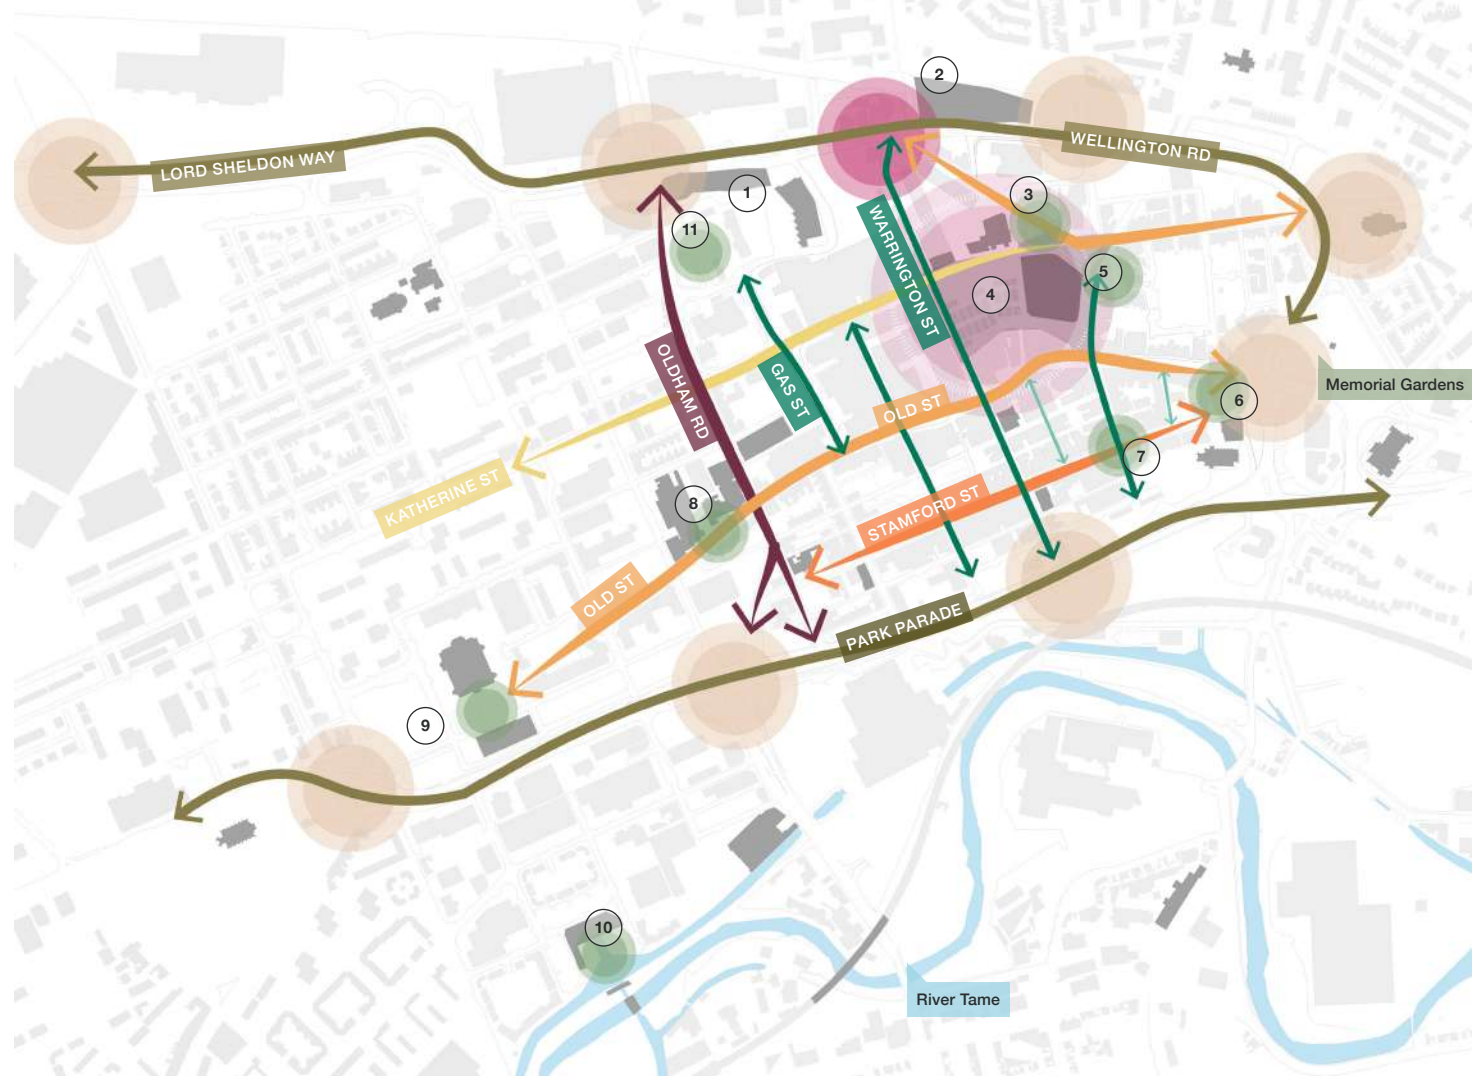 2
WELLINGTON RD
LORD SHELDON WAY
1
3
11
WARRINGTON ST
5
4
OLDHAM RD
GAS ST
Memorial Gardens
6
OLD ST
7
KATHERINE ST
8
STAMFORD ST
OLD ST
PARK PARADE
9
10
River Tame